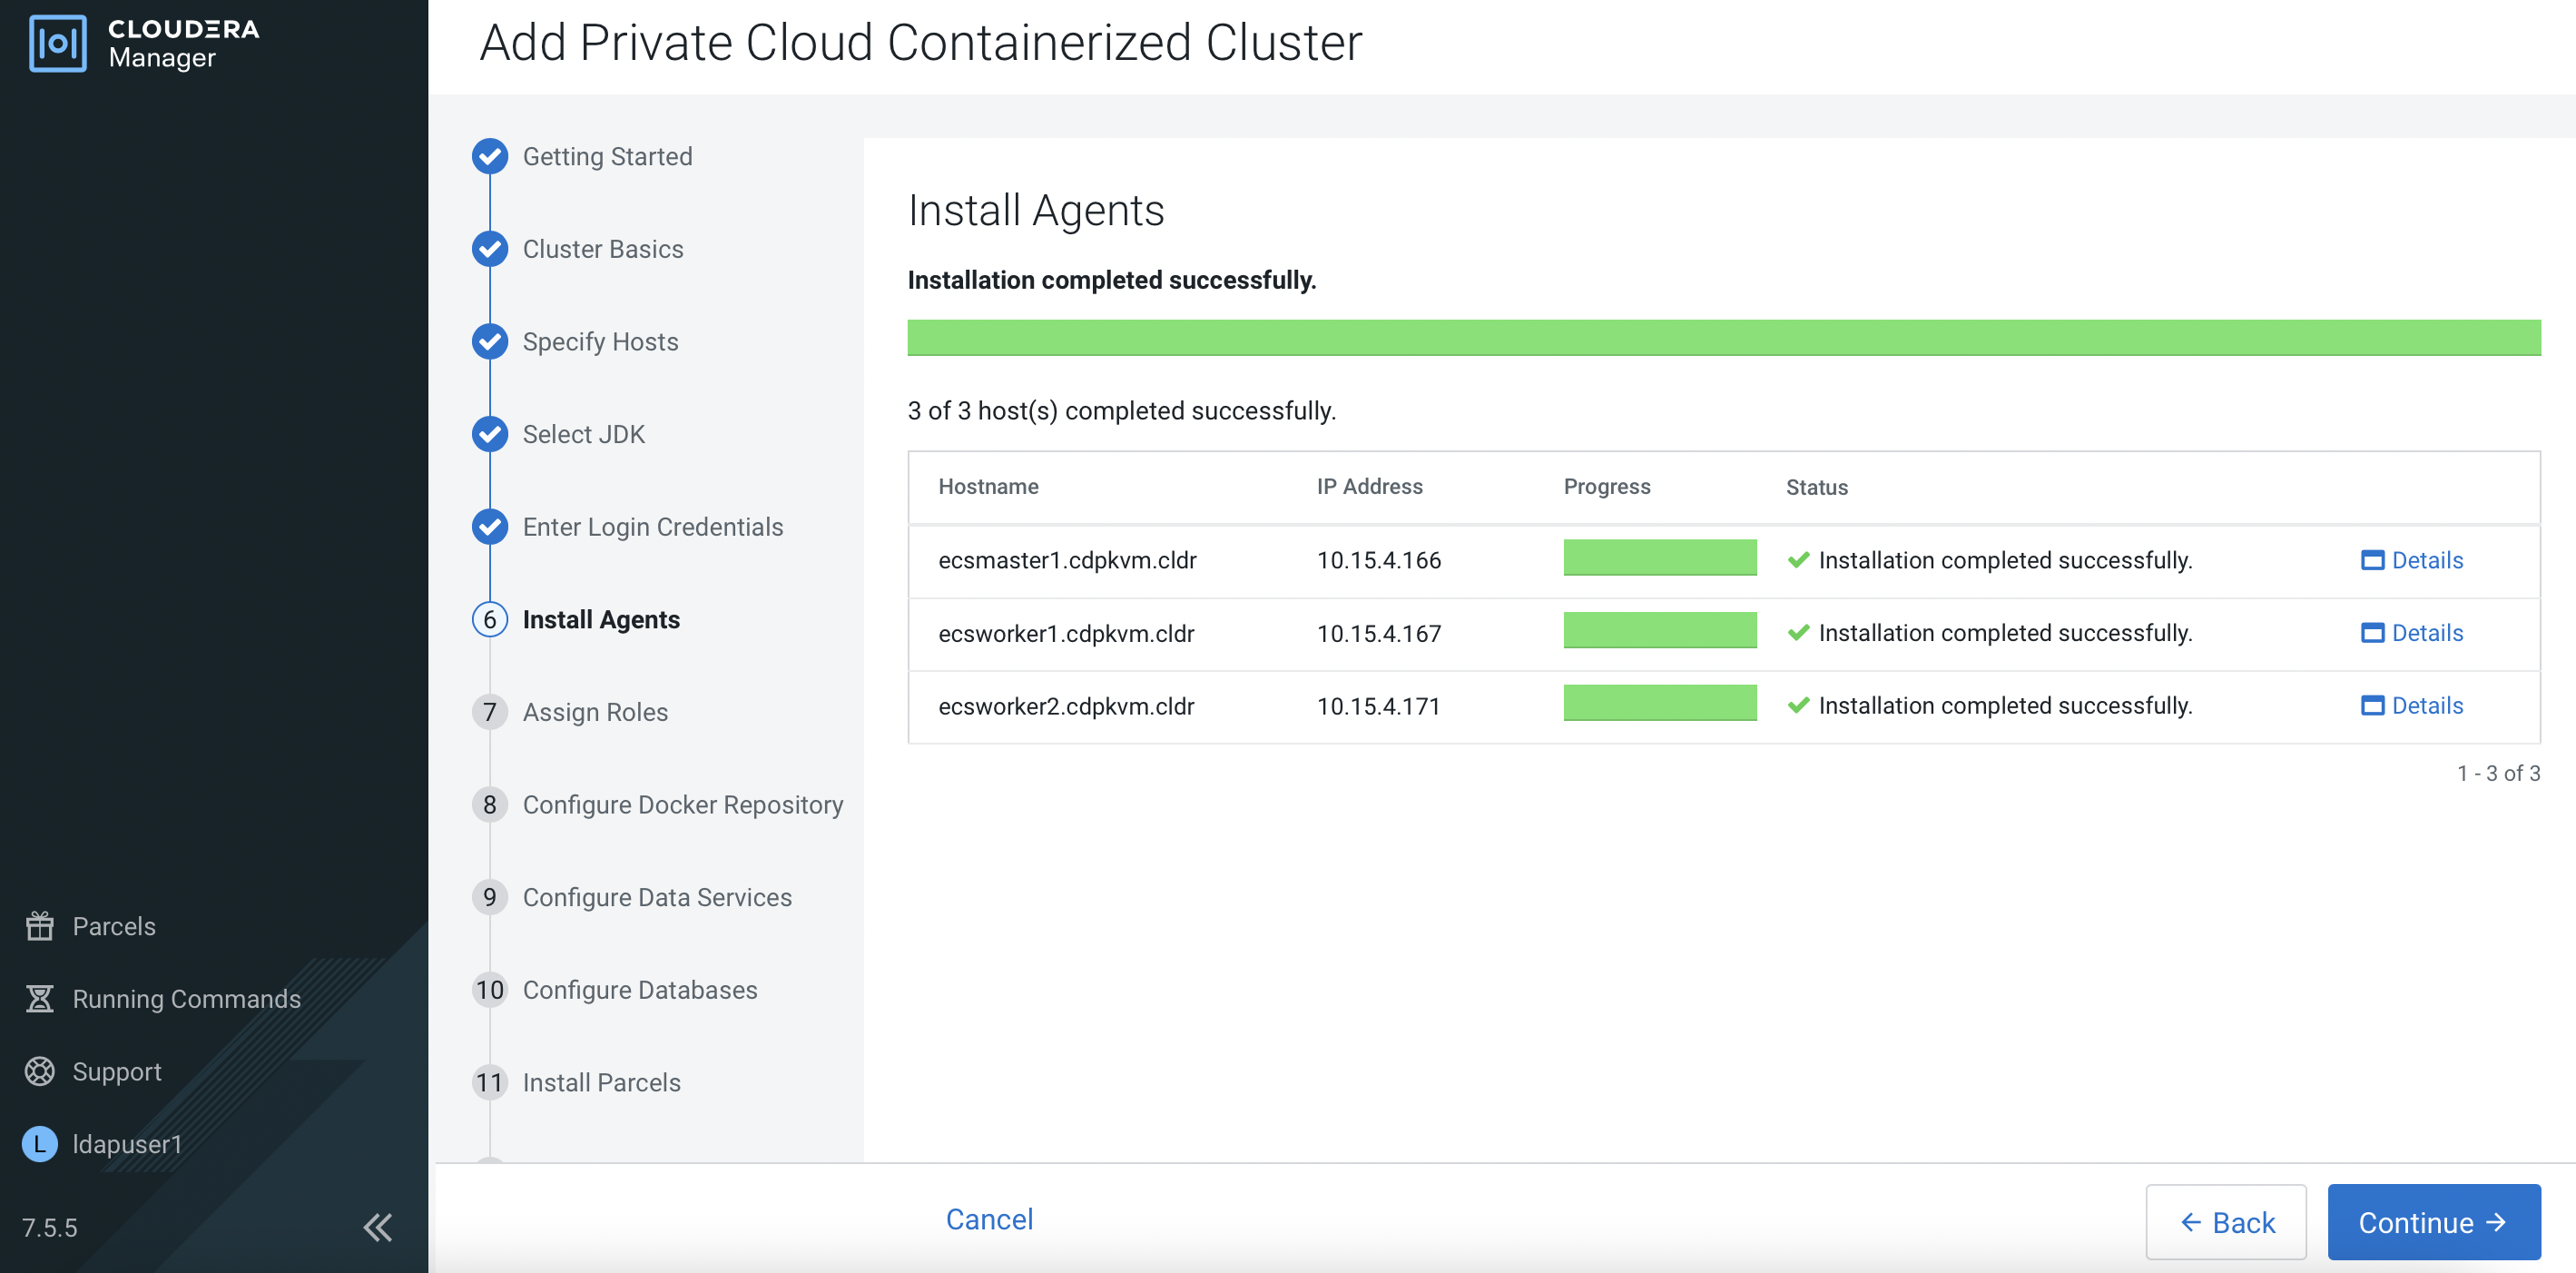 CLOUDERA
Manager
Add Private Cloud Containerized Cluster
Getting Started
Cluster Basics
Specify Hosts
Select JDK
Enter Login Credentials
6 Install Agents
7 Assign Roles
8 Configure Docker Repository
9 Configure Data Services
10 Configure Databases
11 Install Parcels
Install Agents
Installation completed successfully.
3 of 3 host(s) completed successfully.
Hostname IP Address Progress Status
ecsmaster1.cdpkvm.cldr 10.15.4.166 Installation completed successfully. Details
ecsworker1.cdpkvm.cldr 10.15.4.167 Installation completed successfully. Details
ecsworker2.cdpkvm.cldr 10.15.4.171 Installation completed successfully. Details
1 - 3 of 3
Parcels
Running Commands
Support
L ldapuser1
7.5.5
Cancel
Back
Continue